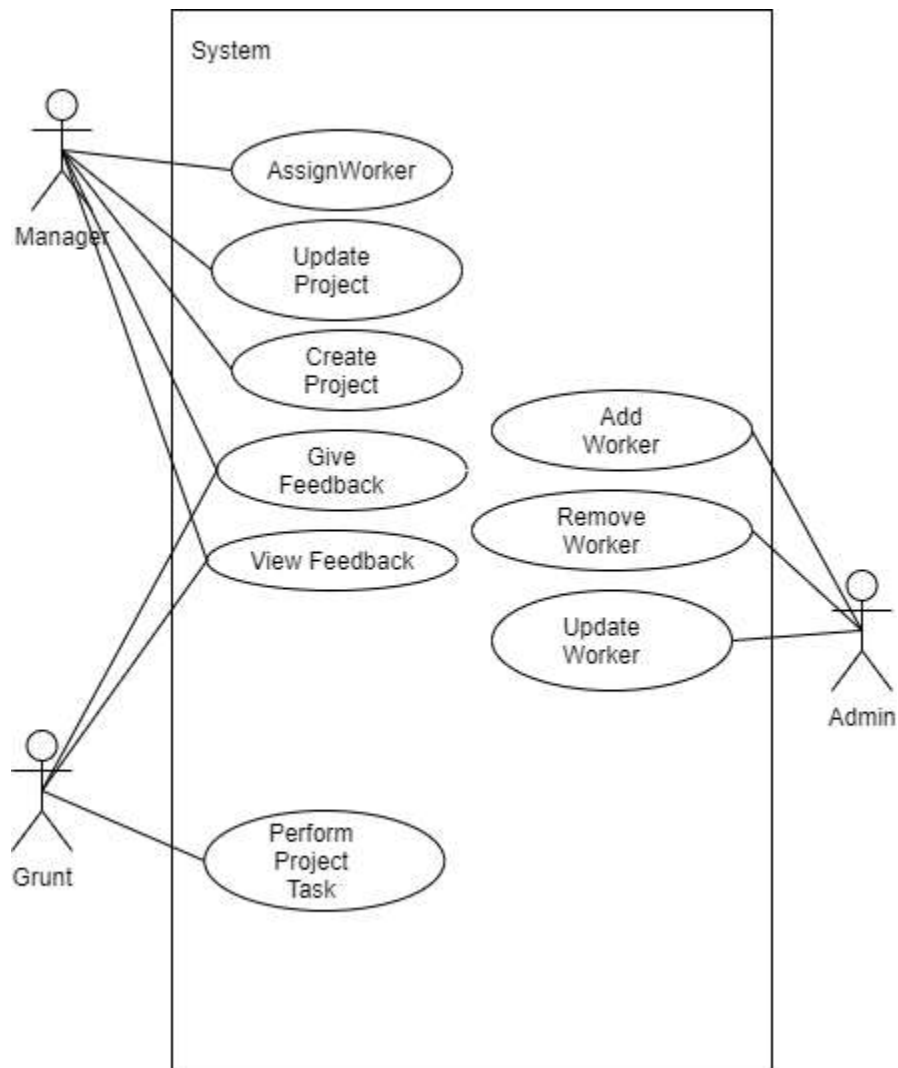 System
Manager
AssignWorker
Update
Project
Create
Project
Give
Feedback
View Feedback
Add
Worker
Remove
Worker
Update
Worker
Admin
Grunt
Perform
Project
Task